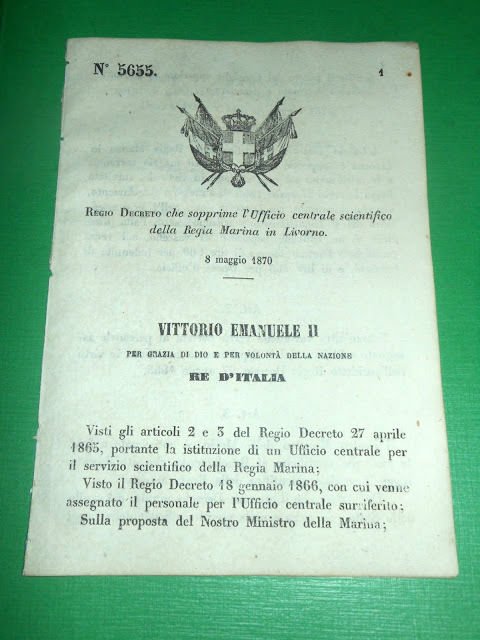 N° 5655.
1
REGIO DECRETO che sopprime l'Ufficio centrale scientifico
della Regia Marina in Livorno.
8 maggio 1870
VITTORIO EMANUELE II
PER GRAZIA DI DIO E PER VOLONTÀ DELLA NAZIONE
RE D'ITALIA
Visti gli articoli 2 e 3 del Regio Decreto 27 aprile
1865, portante la istituzione di un Ufficio centrale per
il servizio scientifico della Regia Marina;
Visto il Regio Decreto 18 gennaio 1866, con cui venne
assegnato il personale per l'Ufficio centrale surriferito;
Sulla proposta del Nostro Ministro della Marina;